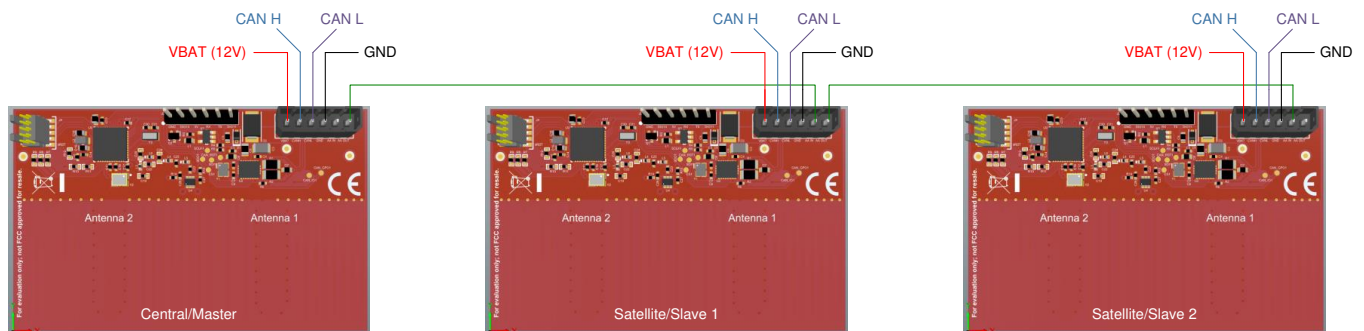 CAN H
CAN L
VBAT (12V)
GND
CAN H
CAN L
VBAT (12V)
GND
CAN H
CAN L
VBAT (12V)
GND
For evaluation only; not FCC approved for resale.
Antenna 2
Antenna 1
Central/Master
For evaluation only; not FCC approved for resale.
Antenna 2
Antenna 1
Satellite/Slave 1
For evaluation only; not FCC approved for resale.
Antenna 2
Antenna 1
Satellite/Slave 2